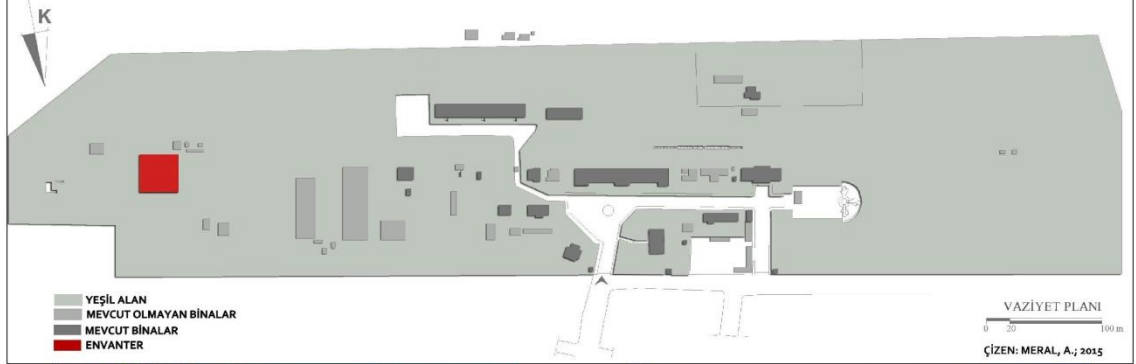 K
YEŞİL ALAN
MEVCUT OLMAYAN BİNALAR
MEVCUT BİNALAR
ENVANTER
VAZİYET PLANI
0 20 100 m
ÇİZEN: MERAL, A.; 2015